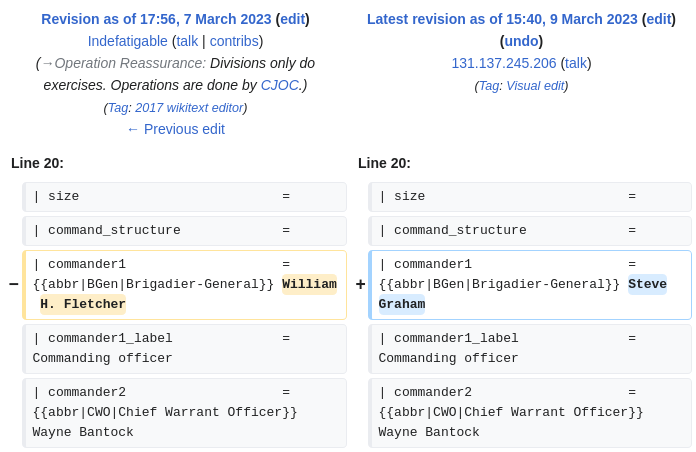 Revision as of 17:56, 7 March 2023 (edit)
Indefatigable (talk | contribs)
(→Operation Reassurance: Divisions only do
exercises. Operations are done by CJOC.)
(Tag: 2017 wikitext editor)
← Previous edit
Latest revision as of 15:40, 9 March 2023 (edit)
(undo)
131.137.245.206 (talk)
(Tag: Visual edit)
Line 20:
| size =
| command_structure =
− | commander1 =
{{abbr|BGen|Brigadier-General}} William
H. Fletcher
| commander1_label =
Commanding officer
| commander2 =
{{abbr|CWO|Chief Warrant Officer}}
Wayne Bantock
Line 20:
| size =
| command_structure =
+ | commander1 =
{{abbr|BGen|Brigadier-General}} Steve
Graham
| commander1_label =
Commanding officer
| commander2 =
{{abbr|CWO|Chief Warrant Officer}}
Wayne Bantock